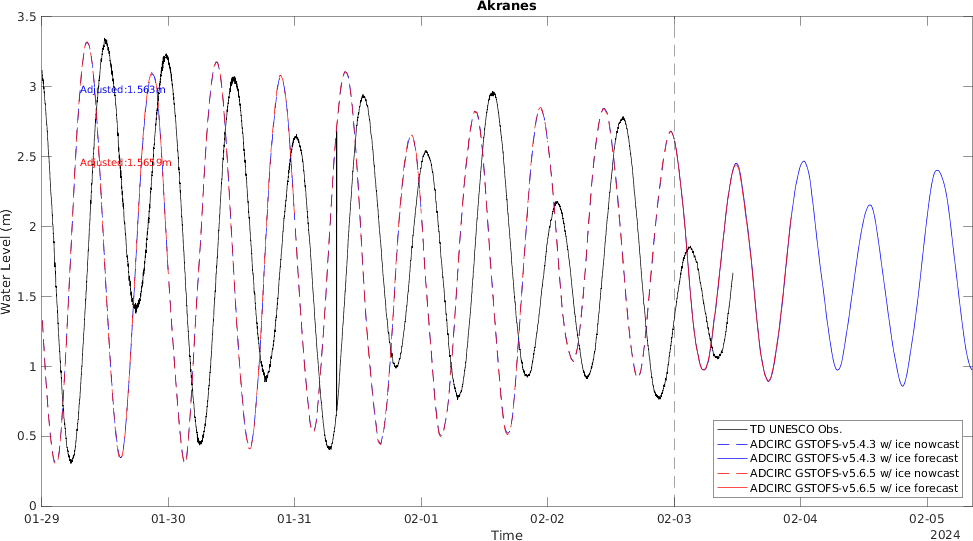 Akranes
3.5
3
2.5
2
1.5
1
0.5
0
Water Level (m)
Adjusted:1.563m
Adjusted:1.5659m
TD UNESCO Obs.
ADCIRC GSTOFS-v5.4.3 w/ ice nowcast
ADCIRC GSTOFS-v5.4.3 w/ ice forecast
ADCIRC GSTOFS-v5.6.5 w/ ice nowcast
ADCIRC GSTOFS-v5.6.5 w/ ice forecast
01-29 01-30 01-31 02-01 02-02 02-03 02-04 02-05
Time
2024